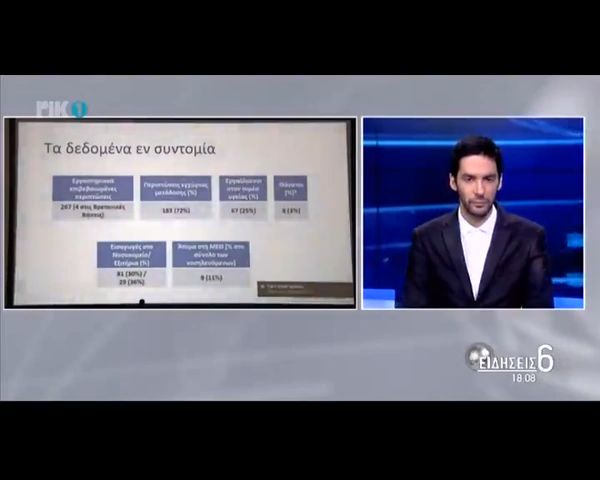 ΡΙΚ 1
Τα δεδομένα εν συντομία
Εργαστηριακά
επιβεβαιωμένες
περιπτώσεις
Περιπτώσεις εγχώριας
μετάδοσης (%)
Εργαζόμενοι
στον τομέα
υγείας (%)
Θάνατοι
(%)
267 (4 στις Βρετανικές
Βάσεις)
183 (72%)
67 (25%)
8 (3%)
Εισαγωγές στο
Νοσοκομείο/
Εξιτήρια (%)
Άτομα στη ΜΕΘ (% στο
σύνολο των
νοσηλευόμενων)
81 (30%) /
29 (36%)
9 (11%)
ΕΙΔΗΣΕΙΣ 6
18:08